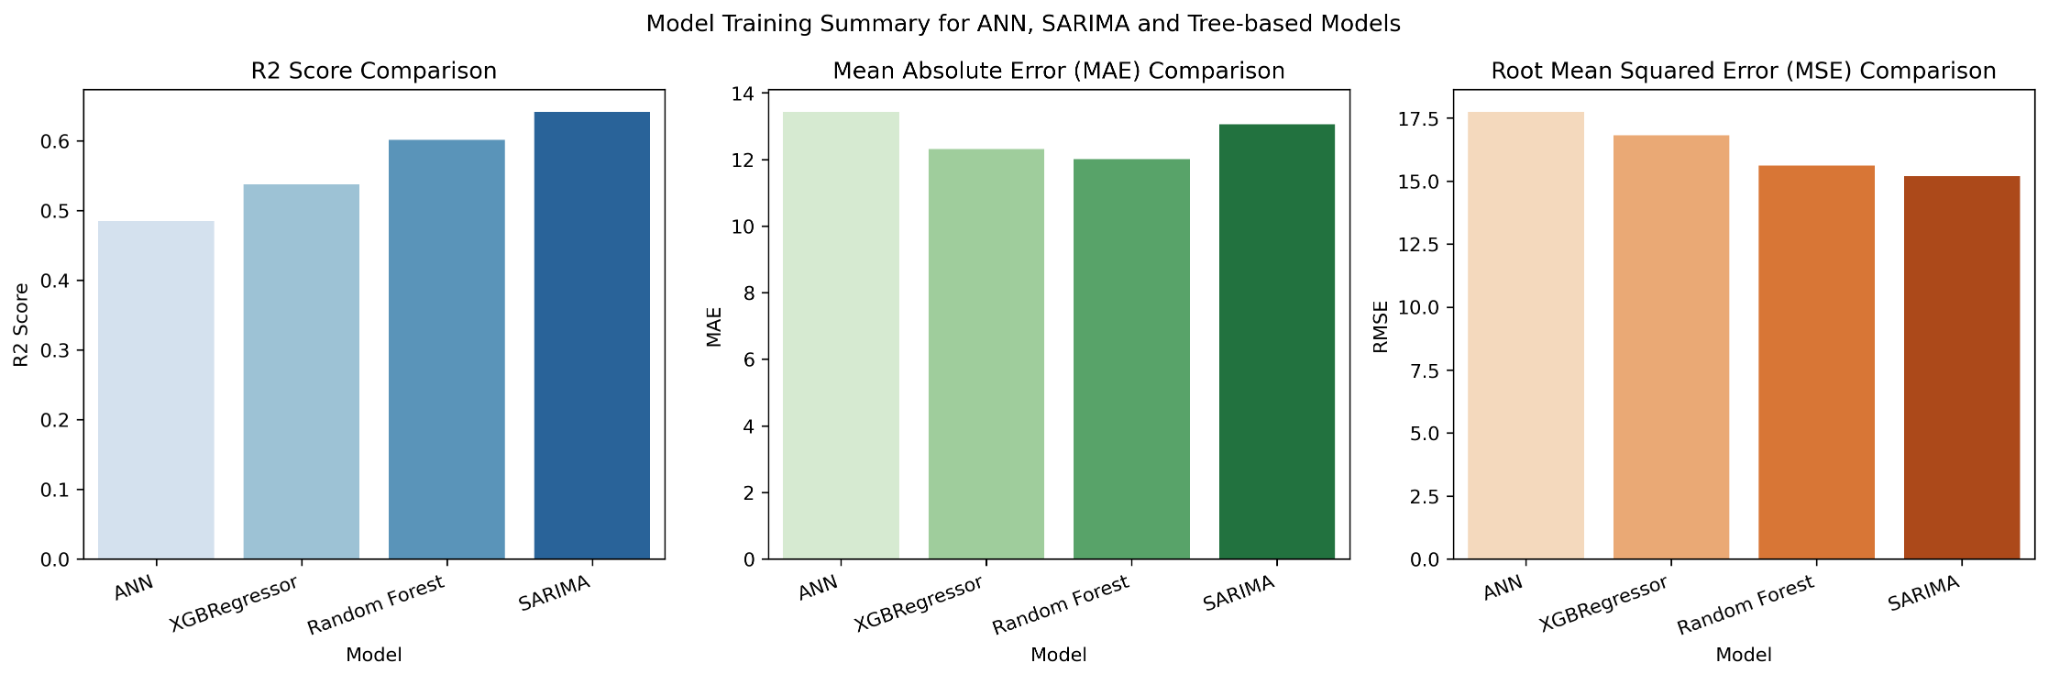 Model Training Summary for ANN, SARIMA and Tree-based Models
R2 Score Comparison
R2 Score
0.6
0.5
0.4
0.3
0.2
0.1
0.0
ANN
XGBRegressor
Random Forest
SARIMA
Model
Mean Absolute Error (MAE) Comparison
MAE
14
12
10
8
6
4
2
0
ANN
XGBRegressor
Random Forest
SARIMA
Model
Root Mean Squared Error (MSE) Comparison
RMSE
17.5
15.0
12.5
10.0
7.5
5.0
2.5
0.0
ANN
XGBRegressor
Random Forest
SARIMA
Model